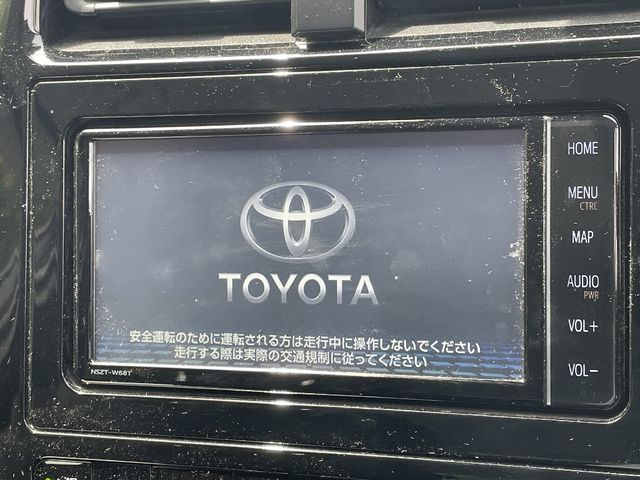 TOYOTA
安全運転のために運転される方は走行中に操作しないでください
走行する際は実際の交通規制に従ってください
NSZT-W68T
HOME
MENU
CTRL
MAP
AUDIO
PWR
VOL+
VOL-